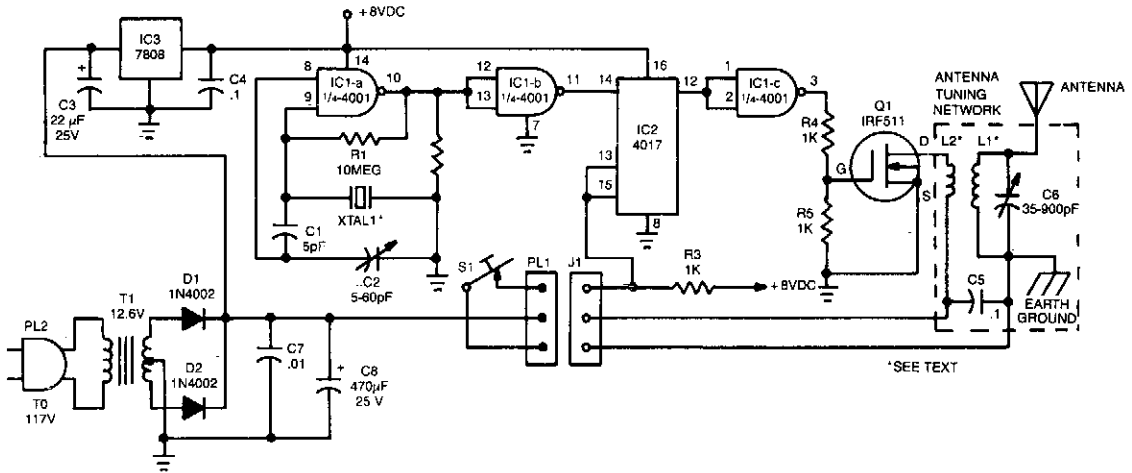 +8VDC
IC3
7808
C3
22 µF
25V
C4
.1
8
9
14
IC1-a
1/4-4001
10
R1
10MEG
XTAL1*
C1
5pF
C2
5-60pF
12
13
IC1-b
1/4-4001
11
7
14
16
IC2
4017
13
15
8
12
1
2
IC1-c
1/4-4001
3
R4
1K
R5
1K
Q1
IRF511
G
D
S
ANTENNA
TUNING
NETWORK
L2*
L1*
ANTENNA
C6
35-900pF
C5
.1
EARTH
GROUND
*SEE TEXT
S1
PL1
J1
R3
1K
+8VDC
PL2
TO
117V
T1
12.6V
D1
1N4002
D2
1N4002
C7
.01
C8
470µF
25 V